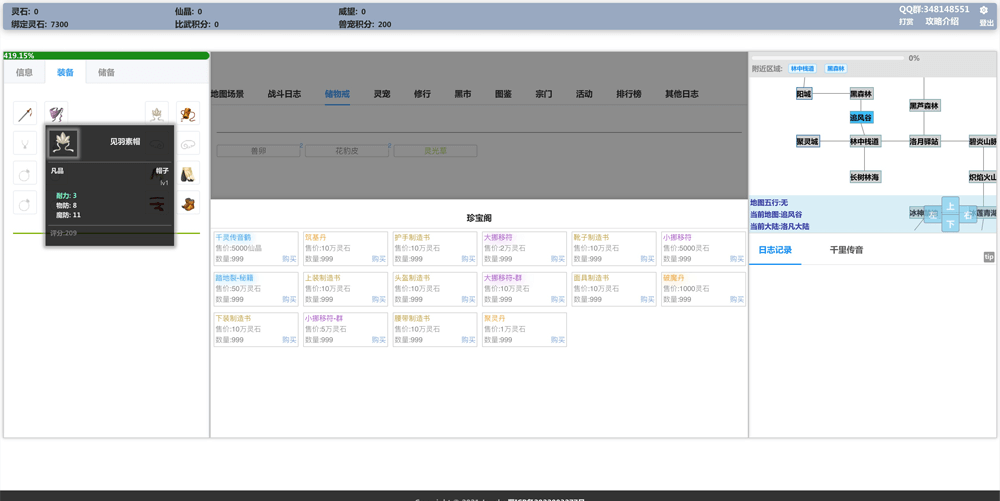 灵石: 0
仙晶: 0
威望: 0
QQ群:348148551
绑定灵石: 7300
比武积分: 0
兽宠积分: 200
打赏
攻略介绍
登出
419.15%
信息
装备
储备
见羽素帽
凡品
帽子
lv1
耐力: 3
物防: 8
魔防: 11
评分:209
地图场景
战斗日志
储物戒
灵宠
修行
黑市
图鉴
宗门
活动
排行榜
其他日志
兽卵
花豹皮
珍宝阁
千灵传音鹤
售价:5000仙晶
数量:999
购买
筑基丹
售价:10万灵石
数量:999
购买
护手制造书
售价:10万灵石
数量:999
购买
大挪移符
售价:2万灵石
数量:999
购买
靴子制造书
售价:10万灵石
数量:999
购买
小挪移符
售价:5000灵石
数量:999
购买
踏地裂-秘籍
售价:50万灵石
数量:999
购买
上装制造书
售价:10万灵石
数量:999
购买
头盔制造书
售价:10万灵石
数量:999
购买
大挪移符-群
售价:10万灵石
数量:999
购买
面具制造书
售价:10万灵石
数量:999
购买
破魔丹
售价:1000灵石
数量:999
购买
下装制造书
售价:10万灵石
数量:999
购买
小挪移符-群
售价:5万灵石
数量:999
购买
腰带制造书
售价:10万灵石
数量:999
购买
聚灵丹
售价:1万灵石
数量:999
购买
0%
附近区域:
林中栈道
黑森林
阳城
黑森林
黑芦森林
追风谷
聚灵城
林中栈道
洛月驿站
碧炎山脉
长树林海
炽焰火山
地图五行:无
当前地图:追风谷
当前大陆:洛凡大陆
上
左
右
下
莲青湖
日志记录
千里传音
tip